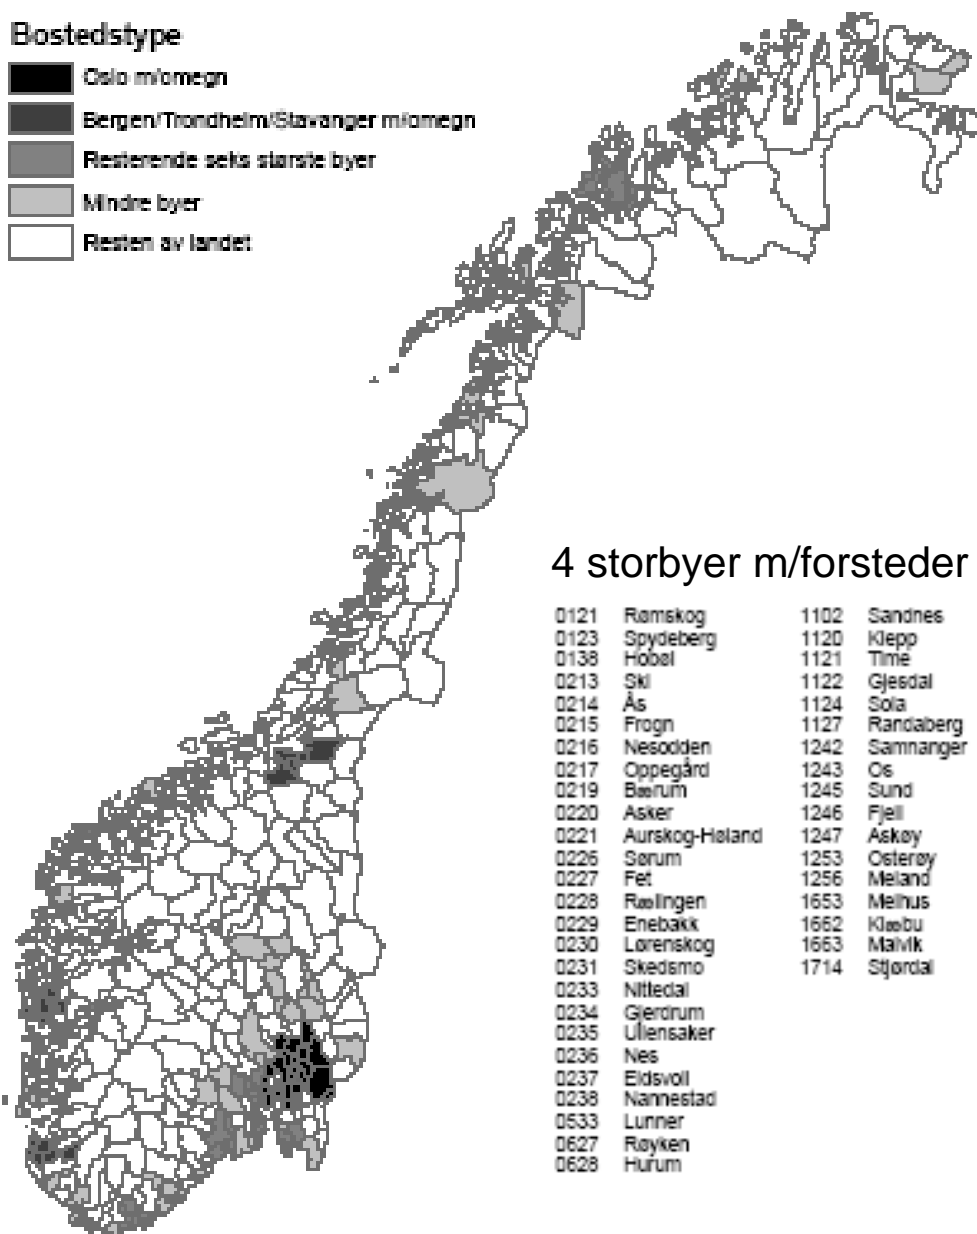 Bostedstype
Oslo m/omegn
Bergen/Trondheim/Stavanger m/omegn
Resterende seks største byer
Mindre byer
Resten av landet
4 storbyer m/forsteder
0121 Rømskog
0123 Spydeberg
0138 Hobøl
0213 Ski
0214 Ås
0215 Frogn
0216 Nesodden
0217 Oppegård
0219 Bærum
0220 Asker
0221 Aurskog-Høland
0226 Sørum
0227 Fet
0228 Rælingen
0229 Enebakk
0230 Lørenskog
0231 Skedsmo
0233 Nittedal
0234 Gjerdrum
0235 Ullensaker
0236 Nes
0237 Eidsvoll
0238 Nannestad
0533 Lunner
0627 Røyken
0628 Hurum
1102 Sandnes
1120 Klepp
1121 Time
1122 Gjesdal
1124 Sola
1127 Randaberg
1242 Samnanger
1243 Os
1245 Sund
1246 Fjell
1247 Askøy
1253 Osterøy
1256 Meland
1653 Melhus
1662 Klæbu
1663 Malvik
1714 Stjørdal